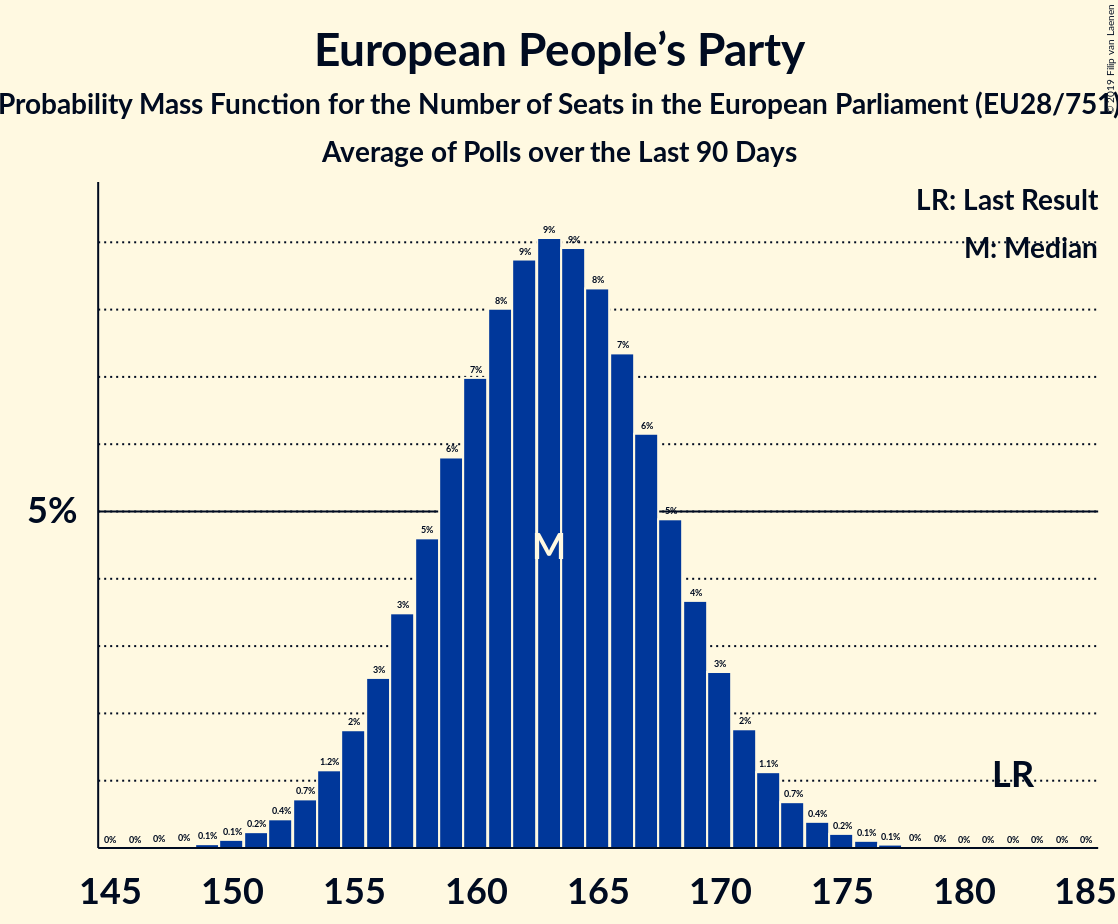 European People’s Party
Probability Mass Function for the Number of Seats in the European Parliament (EU28/751)
Average of Polls over the Last 90 Days
© 2019 Filip van Laenen
LR: Last Result
M: Median
5%
0% 0% 0% 0% 0.1% 0.1% 0.2% 0.4% 0.7% 1.2% 2% 3% 3% 5% 6% 7% 8% 9% 9% 9% 8% 7% 6% 5% 4% 3% 2% 1.1% 0.7% 0.4% 0.2% 0.1% 0.1% 0% 0% 0% 0% 0% 0% 0% 0%
M
LR
145 150 155 160 165 170 175 180 185